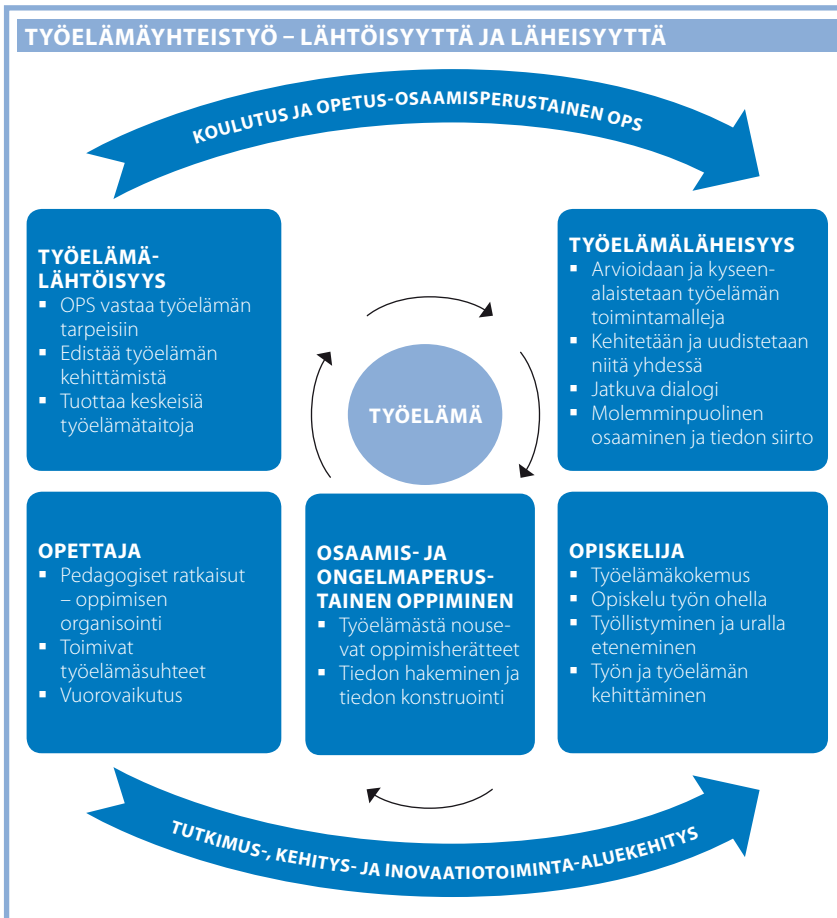 TYÖELÄMÄYHTEISTYÖ – LÄHTÖISYYTTÄ JA LÄHEISYYTTÄ
KOULUTUS JA OPETUS-OSAAMISPERUSTAINEN OPS
TYÖELÄMÄ-
LÄHTÖISYYS
▪ OPS vastaa työelämän
tarpeisiin
▪ Edistää työelämän
kehittämistä
▪ Tuottaa keskeisiä
työelämätaitoja
TYÖELÄMÄLÄHEISYYS
▪ Arvioidaan ja kyseen-
alaistetaan työelämän
toimintamalleja
▪ Kehitetään ja uudistetaan
niitä yhdessä
▪ Jatkuva dialogi
▪ Molemminpuolinen
osaaminen ja tiedon siirto
TYÖELÄMÄ
OPETTAJA
▪ Pedagogiset ratkaisut
– oppimisen
organisointi
▪ Toimivat
työelämäsuhteet
▪ Vuorovaikutus
OSAAMIS- JA
ONGELMAPERUS-
TAINEN OPPIMINEN
▪ Työelämästä nouse-
vat oppimisherätteet
▪ Tiedon hakeminen ja
tiedon konstruointi
OPISKELIJA
▪ Työelämäkokemus
▪ Opiskelu työn ohella
▪ Työllistyminen ja uralla
eteneminen
▪ Työn ja työelämän
kehittäminen
TUTKIMUS-, KEHITYS- JA INOVAATIOTOIMINTA-ALUEKEHITYS